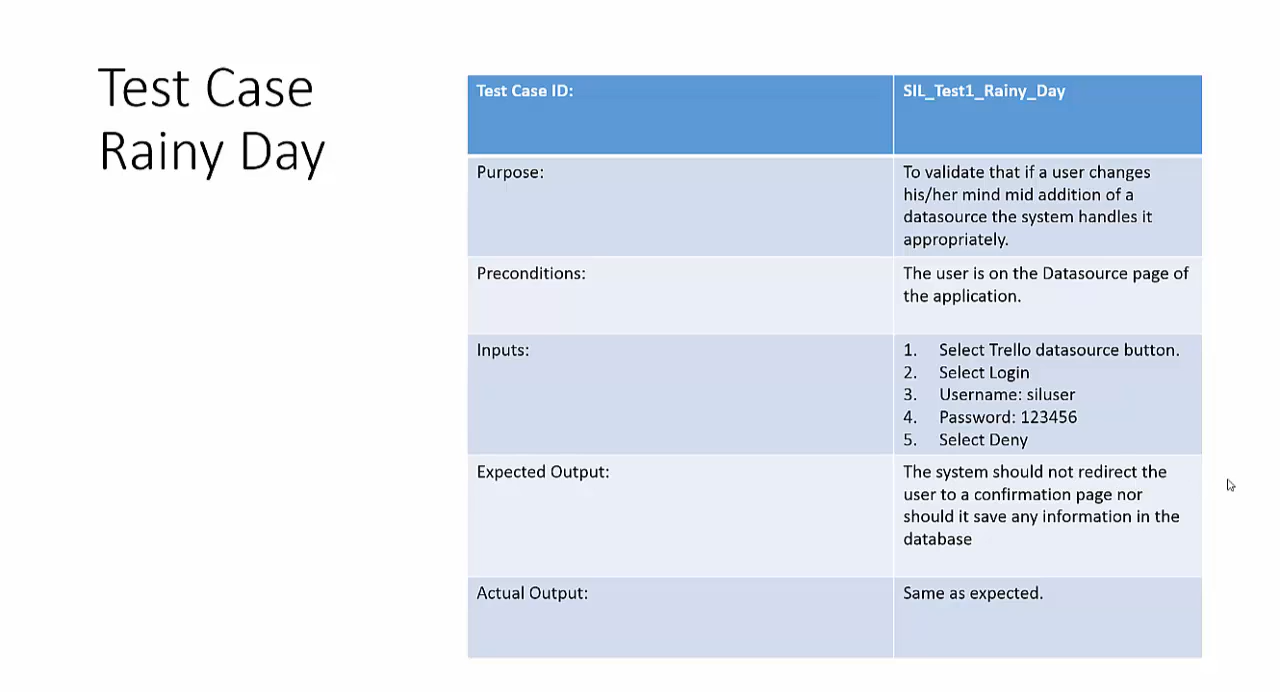 Test Case
Rainy Day
Test Case ID:
SIL_Test1_Rainy_Day
Purpose:
To validate that if a user changes
his/her mind mid addition of a
datasource the system handles it
appropriately.
Preconditions:
The user is on the Datasource page of
the application.
Inputs:
1. Select Trello datasource button.
2. Select Login
3. Username: siluser
4. Password: 123456
5. Select Deny
Expected Output:
The system should not redirect the
user to a confirmation page nor
should it save any information in the
database
Actual Output:
Same as expected.